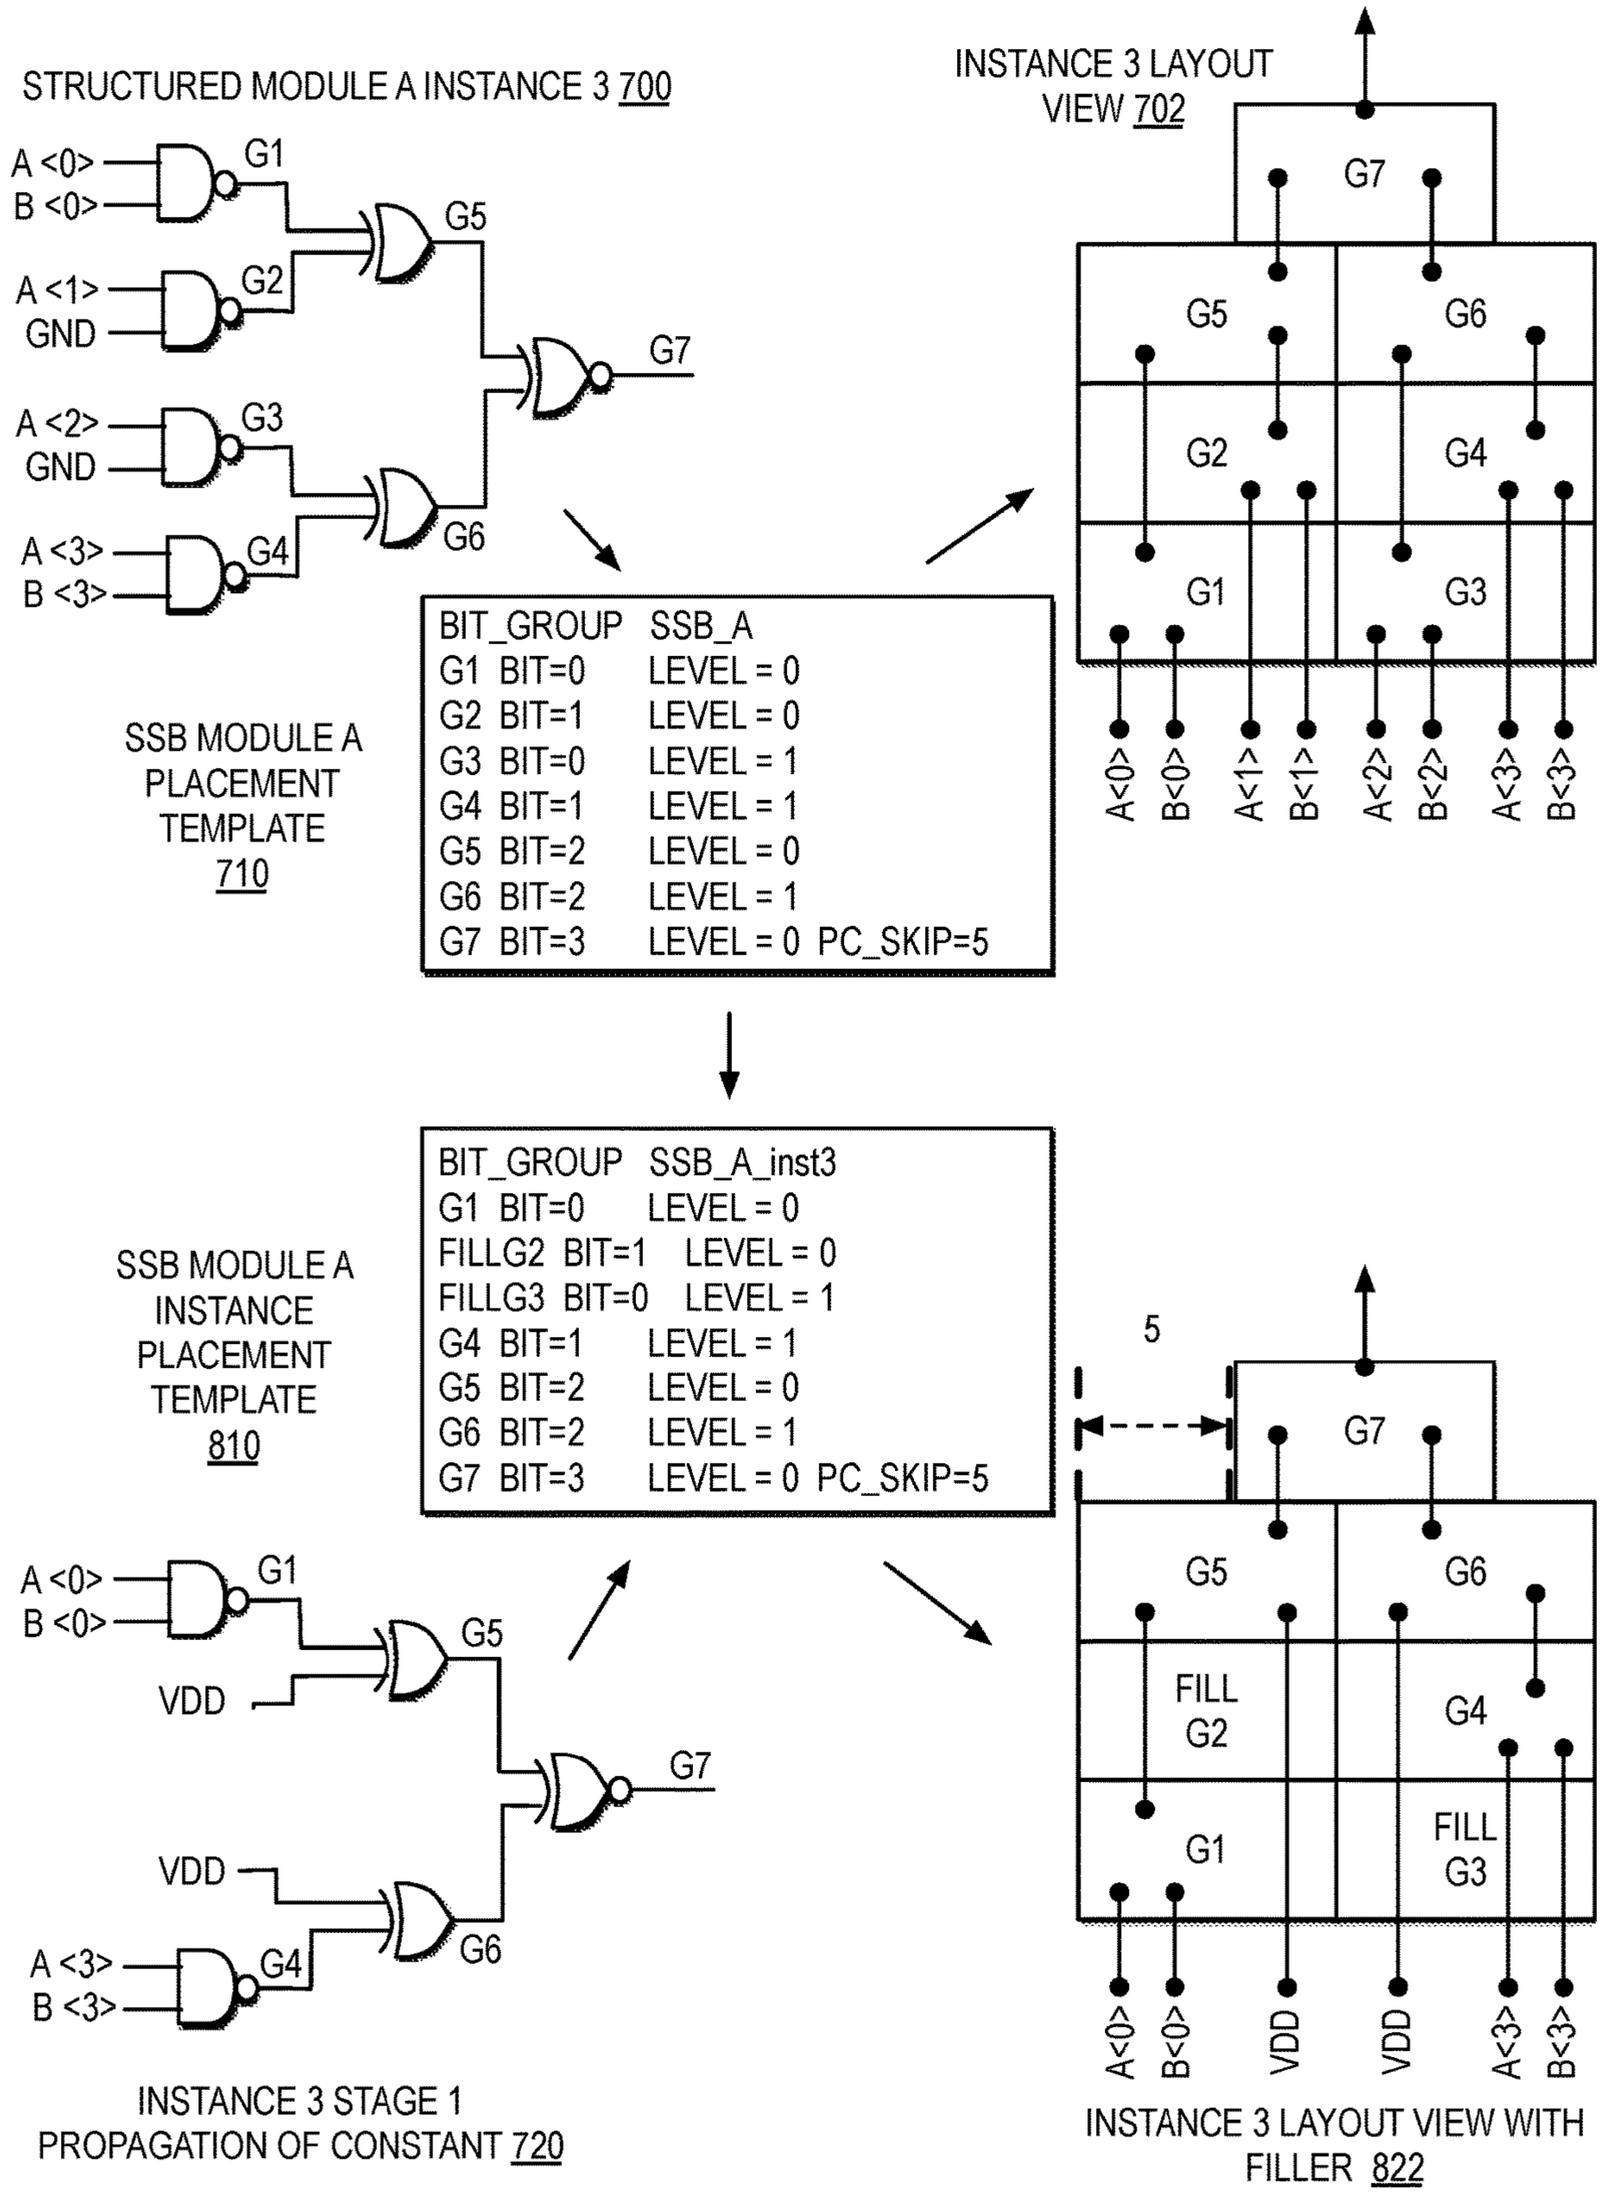 STRUCTURED MODULE A INSTANCE 3 700
A <0>
B <0>
G1
A <1>
GND
G2
G5
A <2>
GND
G3
G7
A <3>
B <3>
G4
G6
INSTANCE 3 LAYOUT
VIEW 702
G7
G5
G6
G2
G4
G1
G3
A<0>
B<0>
A<1>
B<1>
A<2>
B<2>
A<3>
B<3>
SSB MODULE A
PLACEMENT
TEMPLATE
710
BIT_GROUP SSB_A
G1 BIT=0 LEVEL = 0
G2 BIT=1 LEVEL = 0
G3 BIT=0 LEVEL = 1
G4 BIT=1 LEVEL = 1
G5 BIT=2 LEVEL = 0
G6 BIT=2 LEVEL = 1
G7 BIT=3 LEVEL = 0 PC_SKIP=5
SSB MODULE A
INSTANCE
PLACEMENT
TEMPLATE
810
BIT_GROUP SSB_A_inst3
G1 BIT=0 LEVEL = 0
FILLG2 BIT=1 LEVEL = 0
FILLG3 BIT=0 LEVEL = 1
G4 BIT=1 LEVEL = 1
G5 BIT=2 LEVEL = 0
G6 BIT=2 LEVEL = 1
G7 BIT=3 LEVEL = 0 PC_SKIP=5
A <0>
B <0>
G1
VDD
G5
G7
VDD
A <3>
B <3>
G4
G6
INSTANCE 3 STAGE 1
PROPAGATION OF CONSTANT 720
5
G7
G5
G6
FILL
G2
G4
G1
FILL
G3
A<0>
B<0>
VDD
VDD
A<3>
B<3>
INSTANCE 3 LAYOUT VIEW WITH
FILLER 822